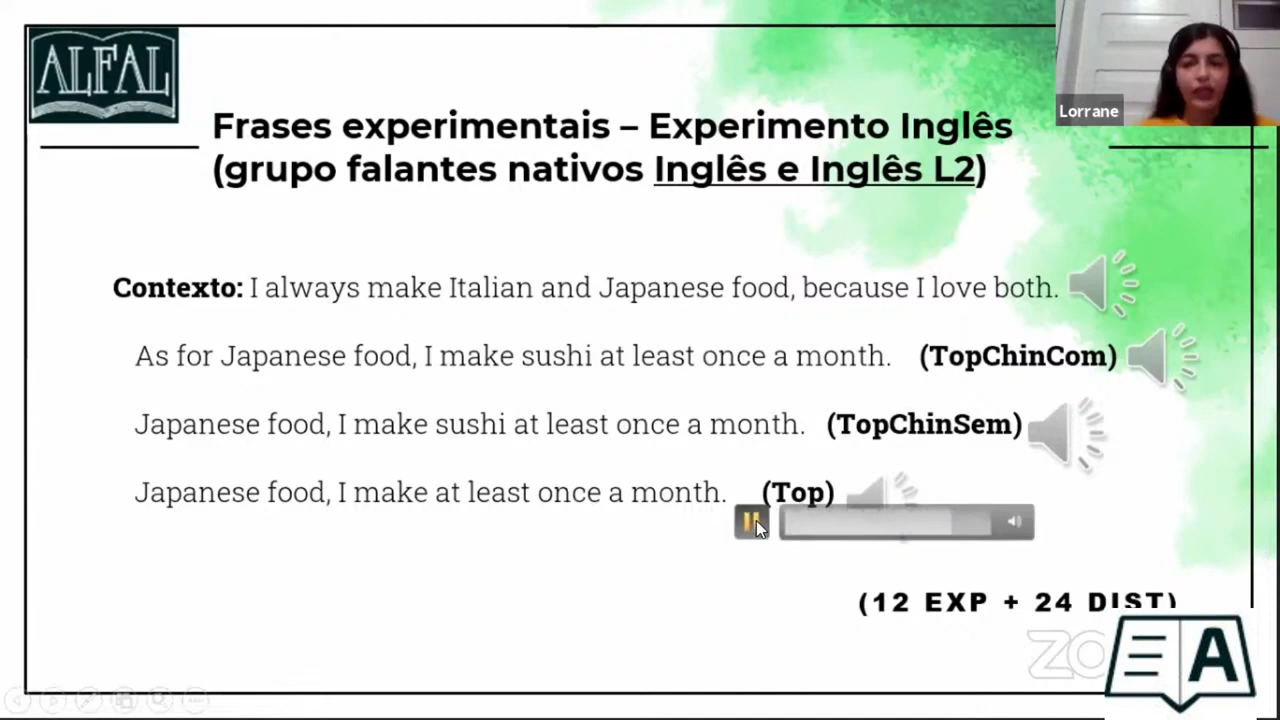 ALFAL
Lorrane
Frases experimentais – Experimento Inglês
(grupo falantes nativos Inglês e Inglês L2)
Contexto: I always make Italian and Japanese food, because I love both.
As for Japanese food, I make sushi at least once a month. (TopChinCom)
Japanese food, I make sushi at least once a month. (TopChinSem)
Japanese food, I make at least once a month. (Top)
(12 EXP + 24 DIST)
A